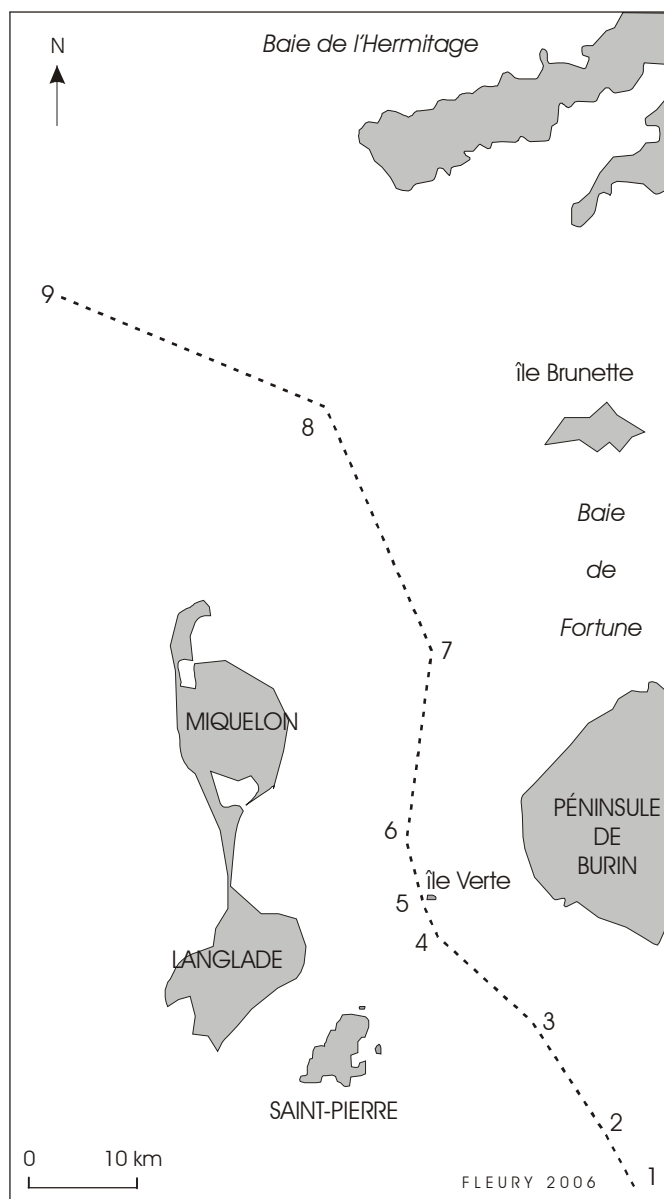 N
Baie de l'Hermitage
9
île Brunette
8
Baie
de
Fortune
7
MIQUELON
PÉNINSULE
DE
BURIN
6
île Verte
5
4
LANGLADE
3
SAINT-PIERRE
2
0 10 km
1
FLEURY 2006